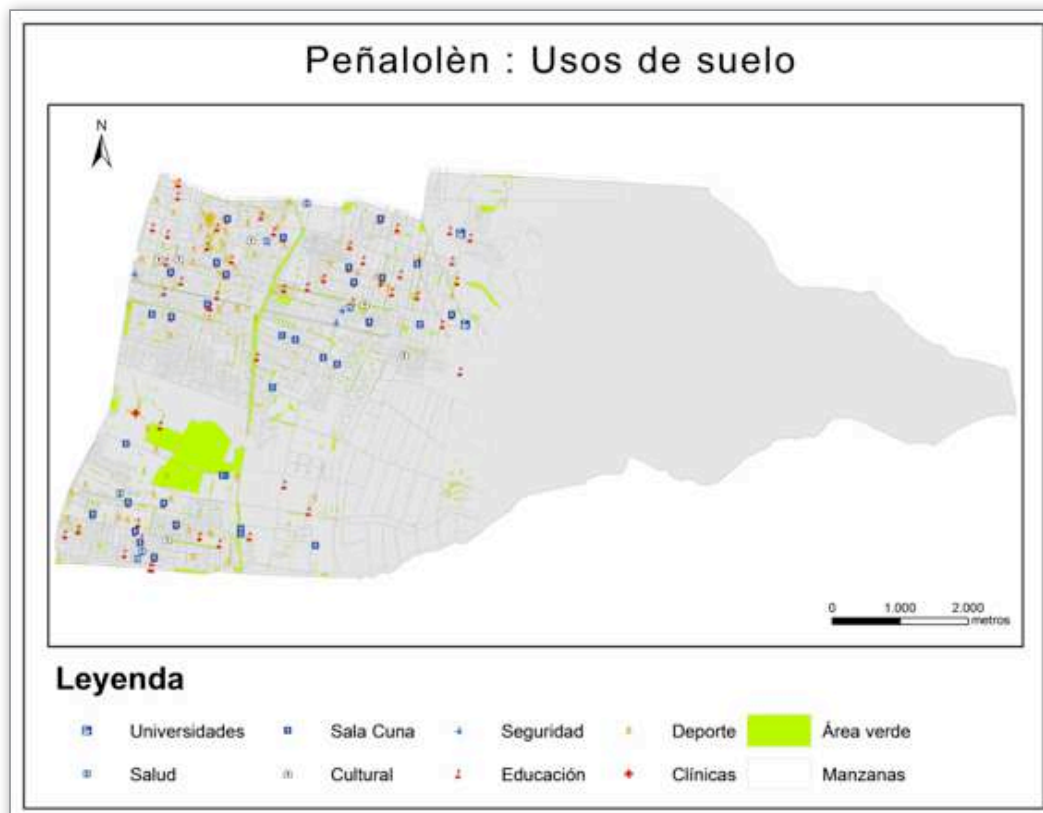 Peñalolèn : Usos de suelo
N
0 1.000 2.000
metros
Leyenda
Universidades Sala Cuna Seguridad Deporte Área verde
Salud Cultural Educación Clínicas Manzanas